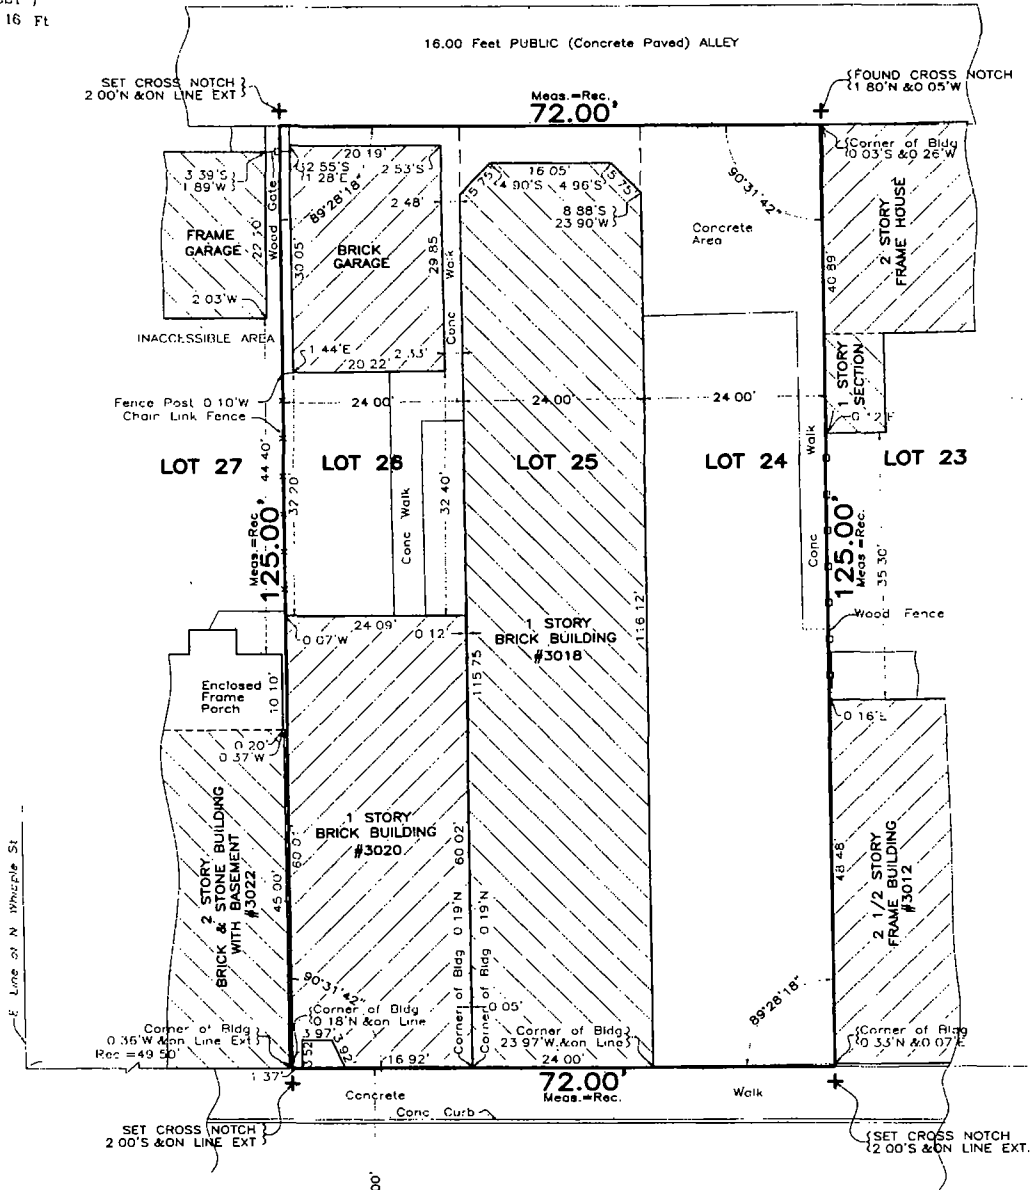 16 Ft
16.00 Feet PUBLIC (Concrete Paved) ALLEY
SET CROSS NOTCH
2 00'N &ON LINE EXT
FOUND CROSS NOTCH
1 80'N &0 05'W
Meas.=Rec.
72.00'
Corner of Bldg
0 03'S &0 26'W
20 19'
2 53'S
2 55'S
1 28'E
3 39'S
1 89'W
89°28'18"
2 48'
15 75'
16 05'
4 90'S
4 96'S
15 75'
8 88'S
23 90'W
90°31'42"
Wood Gate
FRAME
GARAGE
BRICK
GARAGE
30 05'
29 85
Conc Walk
Concrete
Area
40 89'
2 STORY
FRAME HOUSE
2 03'W
INACCESSIBLE AREA
1 44'E
20 22'
2 33'
1 STORY
SECTION
Fence Post 0 10'W
Chain Link Fence
24 00'
24 00'
24 00'
LOT 27
LOT 26
LOT 25
LOT 24
LOT 23
44 40'
32 20'
32 40'
Conc Walk
Conc Walk
125.00'
Meas.=Rec
125.00'
Meas=Rec
35 30'
Wood Fence
24 09'
0 12'
0 07'W
1 STORY
BRICK BUILDING
#3018
116 12'
115 75
Enclosed
Frame
Porch
10 10'
0 20'
0 37'W
0 16'E
1 STORY
BRICK BUILDING
#3020
60 02'
45 00'
2 STORY
BRICK & STONE BUILDING
WITH BASEMENT
#3022
E Line of N Whipple St
48 48'
2 1/2 STORY
FRAME BUILDING
#3012
90°31'42"
89°28'18"
Corner of Bldg 0 19'N
Corner of Bldg 0 19'N
0 05'
Corner of Bldg
0 18'N &on Line
Corner of Bldg
0 36'W &on Line Ext
Rec =49 50'
3 97'
3 92'
16 92'
Corner of Bldg
23 97'W &on Line
24 00'
Corner of Bldg
0 33'N &0 07'E
1 37'
72.00'
Meas.=Rec.
Concrete
Walk
Conc Curb
SET CROSS NOTCH
2 00'S &ON LINE EXT
SET CROSS NOTCH
2 00'S &ON LINE EXT.
00'